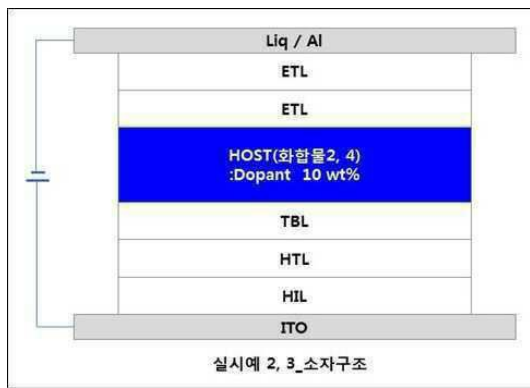 Liq / Al
ETL
ETL
HOST(화합물2, 4)
:Dopant 10 wt%
TBL
HTL
HIL
ITO
실시예 2, 3_소자구조